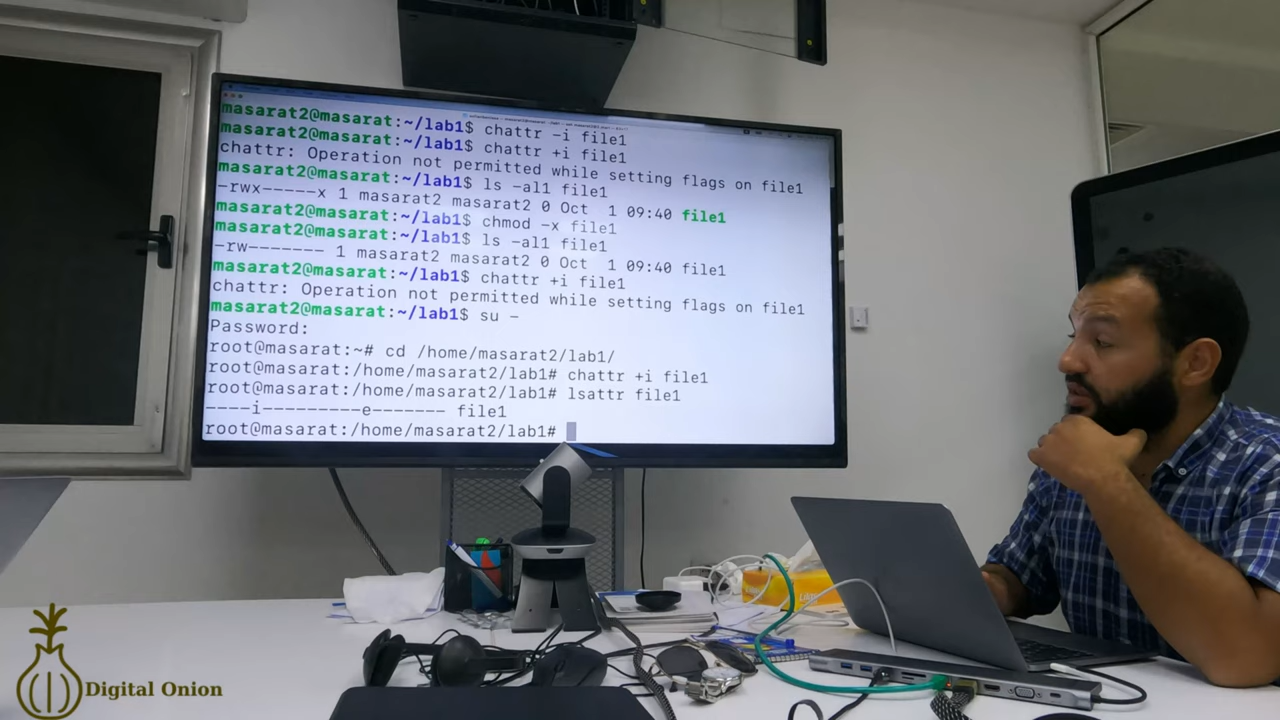 masarat2@masarat:~/lab1$ chattr -i file1
masarat2@masarat:~/lab1$ chattr +i file1
chattr: Operation not permitted while setting flags on file1
masarat2@masarat:~/lab1$ ls -al1 file1
-rwx-----x 1 masarat2 masarat2 0 Oct  1 09:40 file1
masarat2@masarat:~/lab1$ chmod -x file1
masarat2@masarat:~/lab1$ ls -al1 file1
-rw------- 1 masarat2 masarat2 0 Oct  1 09:40 file1
masarat2@masarat:~/lab1$ chattr +i file1
chattr: Operation not permitted while setting flags on file1
masarat2@masarat:~/lab1$ su -
Password:
root@masarat:~# cd /home/masarat2/lab1/
root@masarat:/home/masarat2/lab1# chattr +i file1
root@masarat:/home/masarat2/lab1# lsattr file1
----i---------e------- file1
root@masarat:/home/masarat2/lab1#
Digital Onion